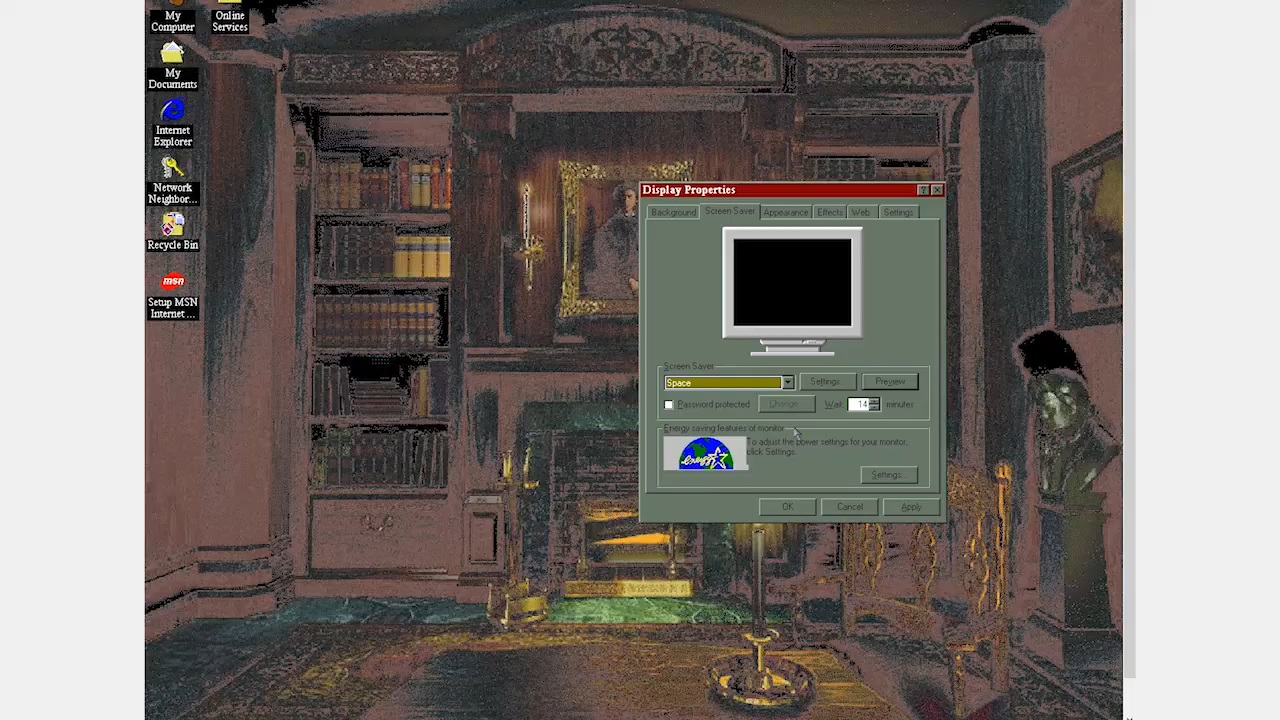 My
Computer
Online
Services
My
Documents
Internet
Explorer
Network
Neighbor...
Recycle Bin
msn
Setup MSN
Internet ...
Display Properties
Background
Screen Saver
Appearance
Effects
Web
Settings
Screen Saver
Space
Settings...
Preview
Password protected
Change...
Wait:
14
minutes
Energy saving features of monitor
To adjust the power settings for your monitor,
click Settings.
energy
Settings...
OK
Cancel
Apply